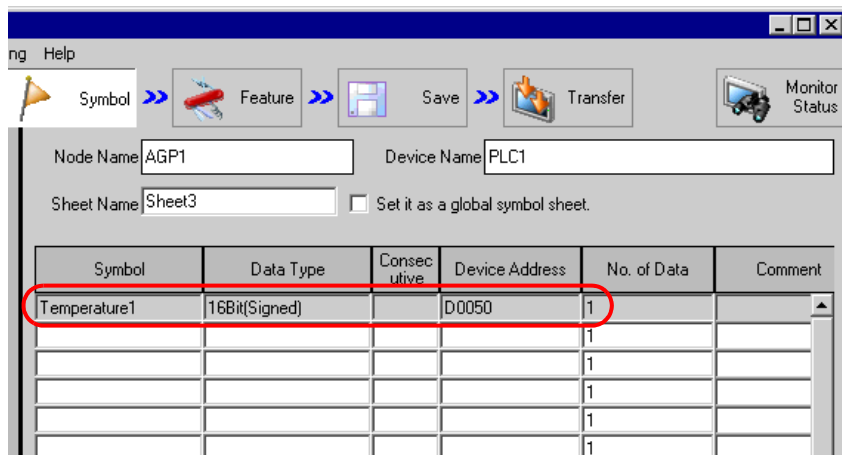 ng Help
Symbol Feature Save Transfer Monitor Status
Node Name AGP1 Device Name PLC1
Sheet Name Sheet3 Set it as a global symbol sheet.
Symbol Data Type Consecutive Device Address No. of Data Comment
Temperature1 16Bit(Signed) D0050 1
1
1
1
1
1